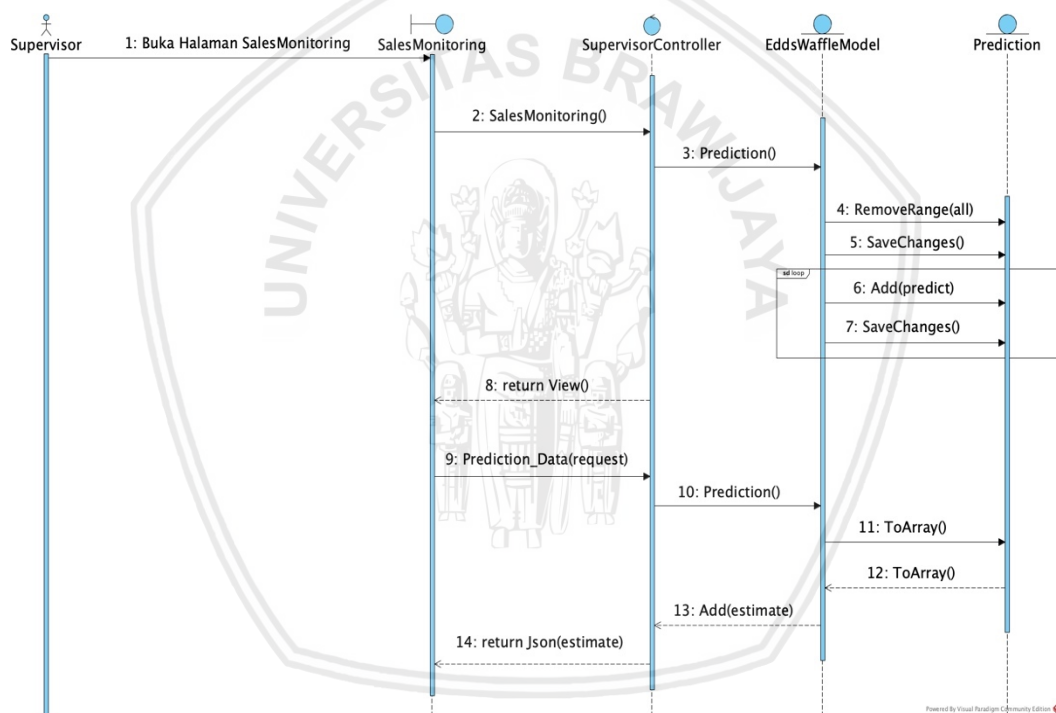 Supervisor
SalesMonitoring
SupervisorController
EddsWaffleModel
Prediction
1: Buka Halaman SalesMonitoring
2: SalesMonitoring()
3: Prediction()
4: RemoveRange(all)
5: SaveChanges()
sd loop
6: Add(predict)
7: SaveChanges()
8: return View()
9: Prediction_Data(request)
10: Prediction()
11: ToArray()
12: ToArray()
13: Add(estimate)
14: return Json(estimate)
UNIVERSITAS BRAWIJAYA
Powered By Visual Paradigm Community Edition